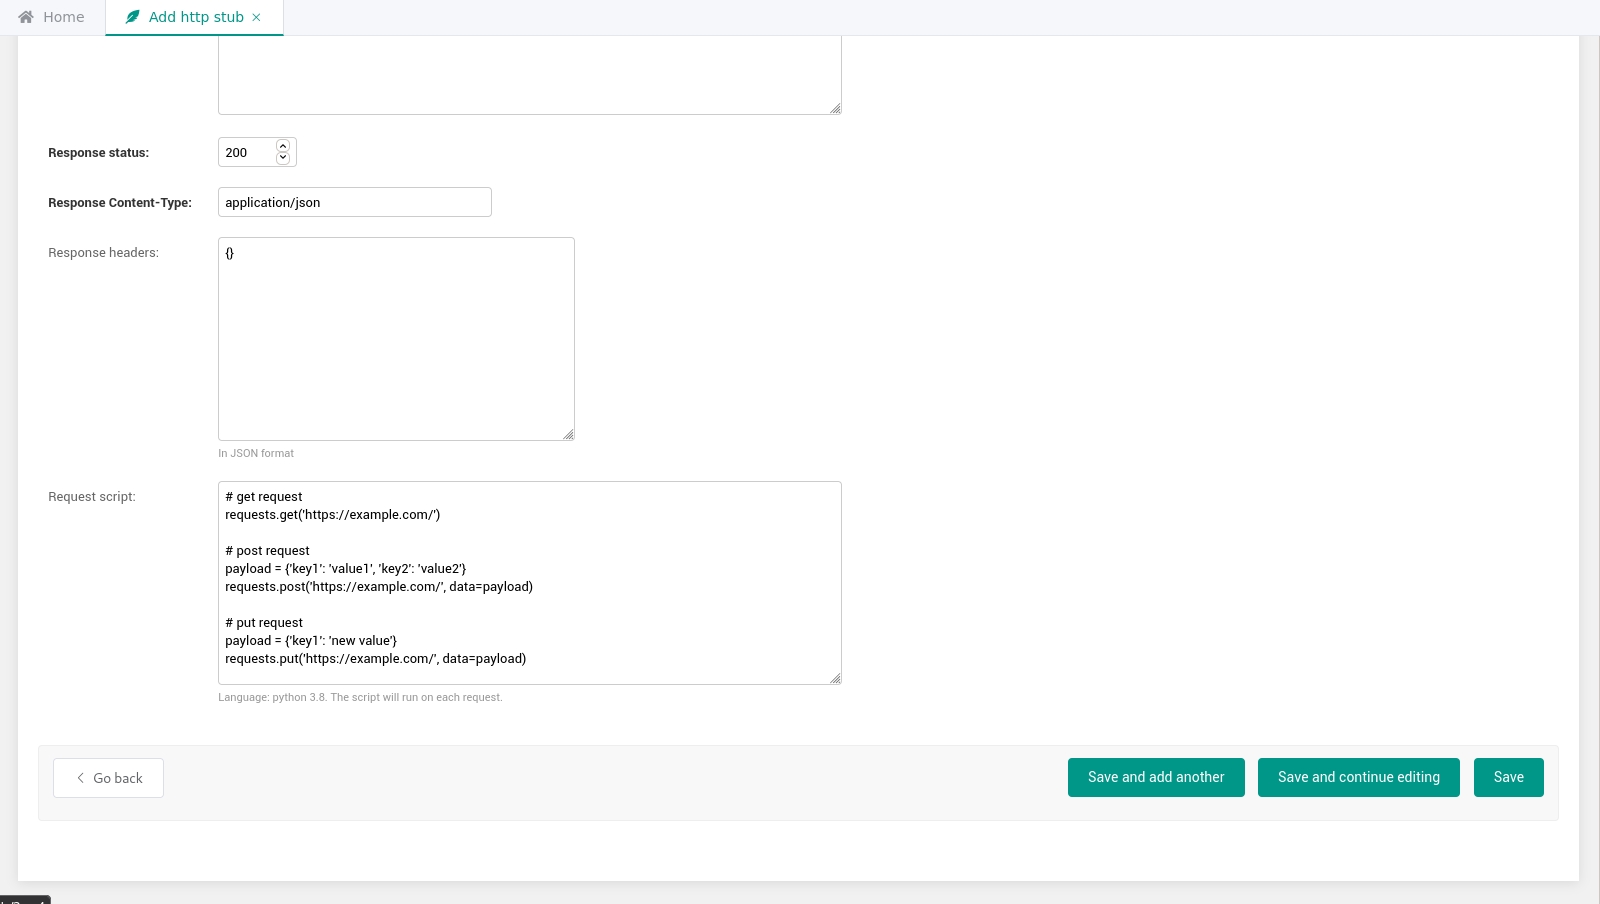 Home
Add http stub ×
Response status:
200
Response Content-Type:
application/json
Response headers:
{}
In JSON format
Request script:
# get request
requests.get('https://example.com/')
# post request
payload = {'key1': 'value1', 'key2': 'value2'}
requests.post('https://example.com/', data=payload)
# put request
payload = {'key1': 'new value'}
requests.put('https://example.com/', data=payload)
Language: python 3.8. The script will run on each request.
Go back
Save and add another
Save and continue editing
Save